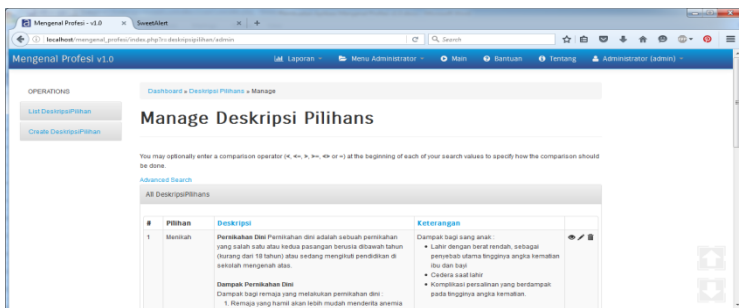 Mengenal Profesi - v1.0
SweetAlert
localhost/mengenal_profesi/index.php?r=deskripsipilihan/admin
Search
Mengenal Profesi v1.0
Laporan
Menu Administrator
Main
Bantuan
Tentang
Administrator (admin)
OPERATIONS
List DeskripsiPilihan
Create DeskripsiPilihan
Dashboard » Deskripsi Pilihans » Manage
Manage Deskripsi Pilihans
You may optionally enter a comparison operator (<, <=, >, >=, <> or =) at the beginning of each of your search values to specify how the comparison should
be done.
Advanced Search
All DeskripsiPilihans
# Pilihan Deskripsi Keterangan
1 Menikah
Pernikahan Dini Pernikahan dini adalah sebuah pernikahan
yang salah satu atau kedua pasangan berusia dibawah tahun
(kurang dari 18 tahun) atau sedang mengikuti pendidikan di
sekolah mengenah atas.
Dampak Pernikahan Dini
Dampak bagi remaja yang melakukan pernikahan dini :
1. Remaja yang hamil akan lebih mudah menderita anemia
Dampak bagi sang anak :
• Lahir dengan berat rendah, sebagai
penyebab utama tingginya angka kematian
ibu dan bayi
• Cedera saat lahir
• Komplikasi persalinan yang berdampak
pada tingginya angka kematian.